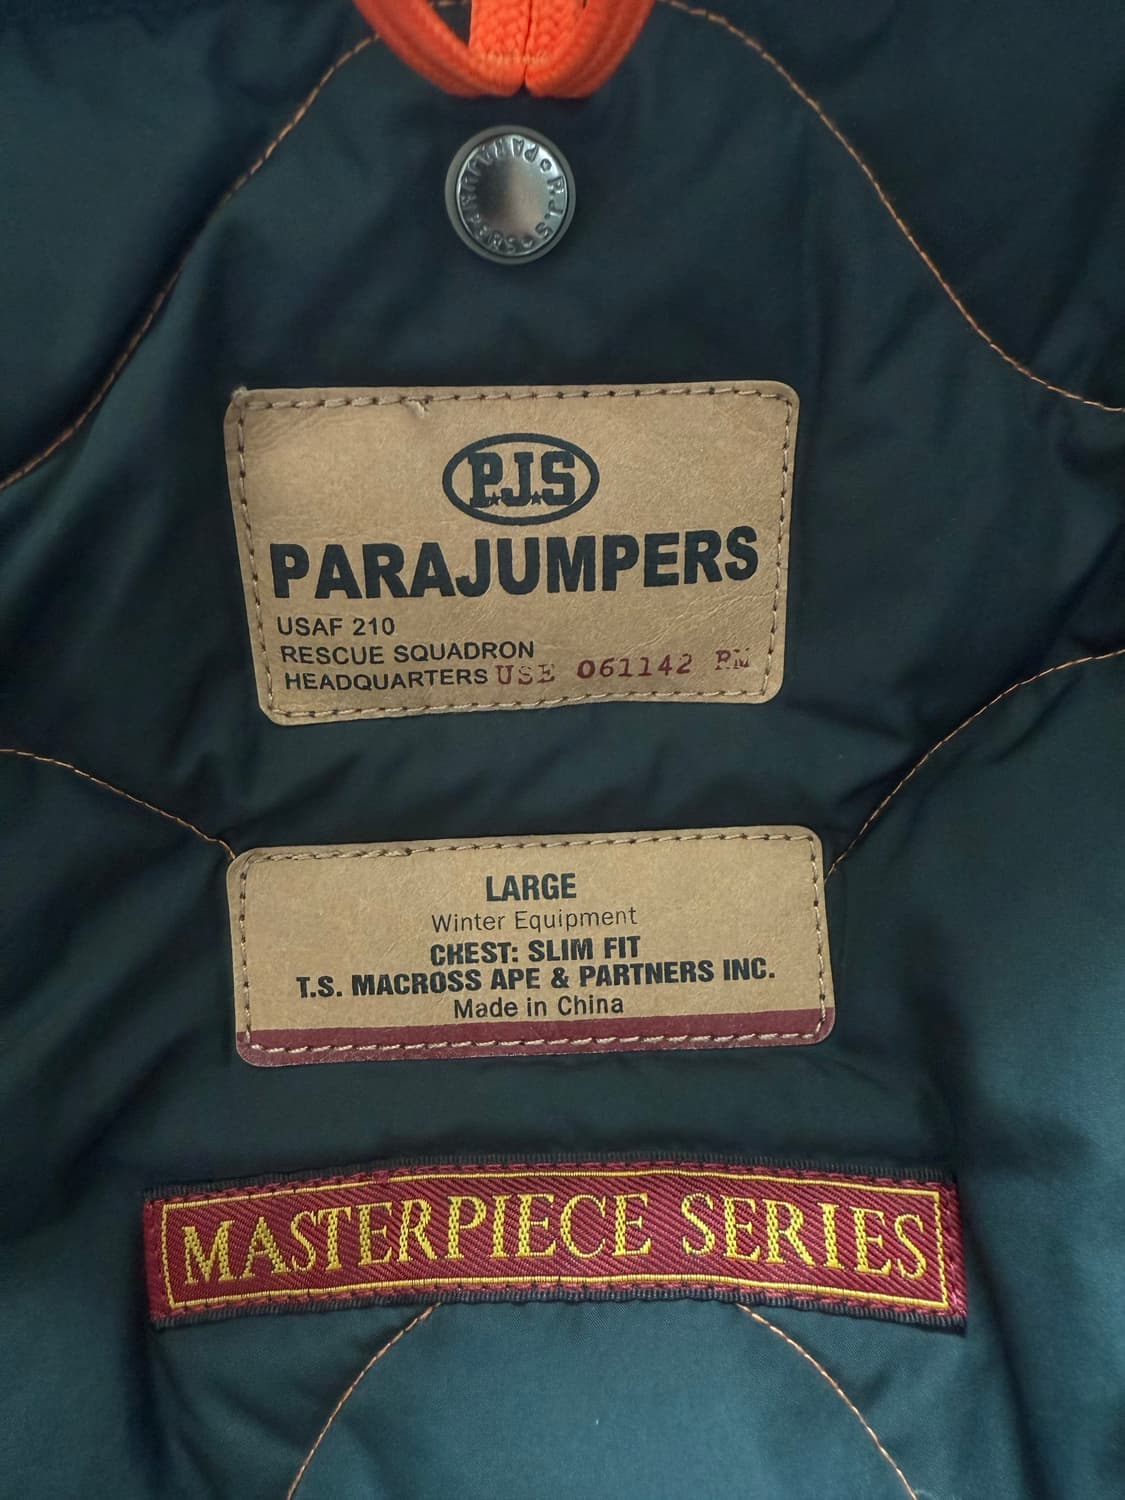 PARAJUMPERS • P.J.S •
P.J.S
PARAJUMPERS
USAF 210
RESCUE SQUADRON
HEADQUARTERS USE 061142 RM
LARGE
Winter Equipment
CHEST: SLIM FIT
T.S. MACROSS APE & PARTNERS INC.
Made in China
MASTERPIECE SERIES